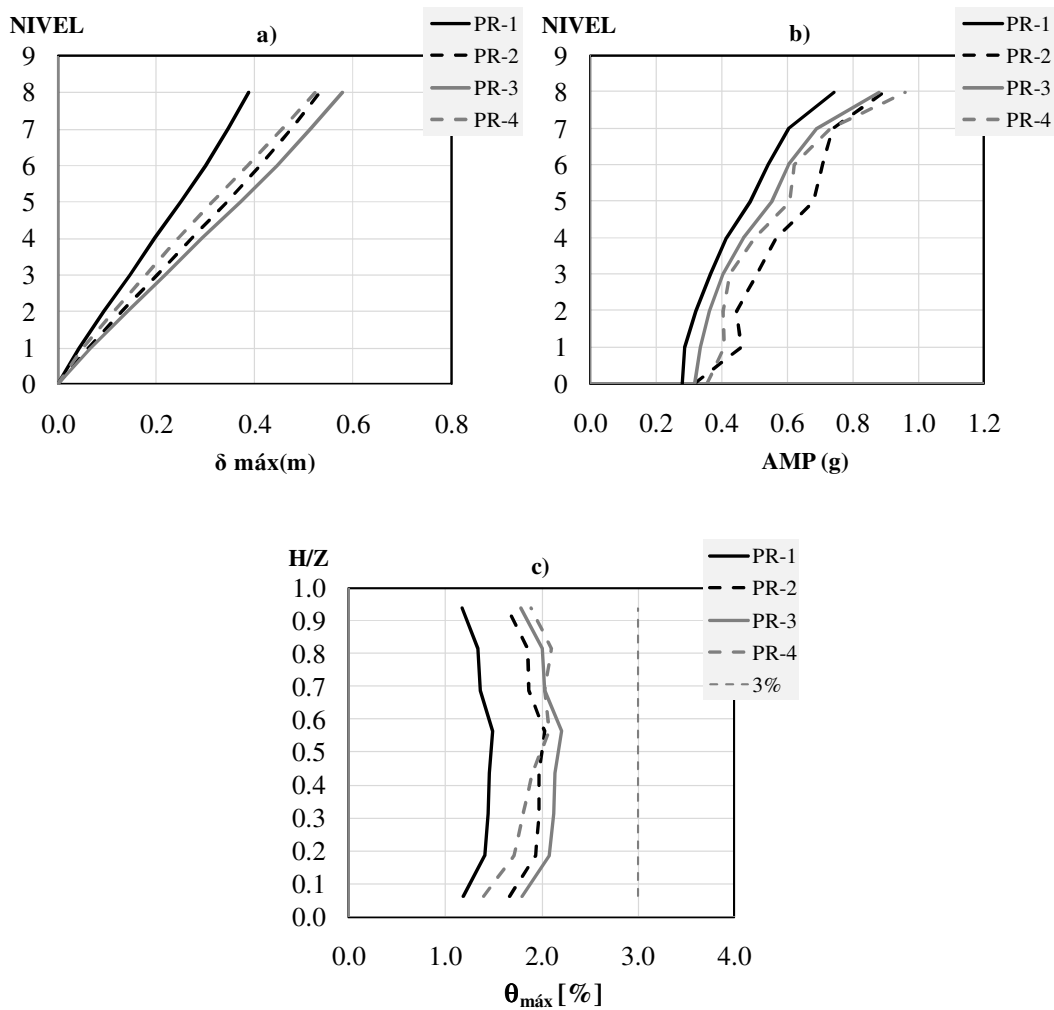 NIVEL
a)
PR-1
PR-2
PR-3
PR-4
9
8
7
6
5
4
3
2
1
0
0.0 0.2 0.4 0.6 0.8
δ máx(m)
NIVEL
b)
PR-1
PR-2
PR-3
PR-4
9
8
7
6
5
4
3
2
1
0
0.0 0.2 0.4 0.6 0.8 1.0 1.2
AMP (g)
H/Z
c)
PR-1
PR-2
PR-3
PR-4
3%
1.0
0.9
0.8
0.7
0.6
0.5
0.4
0.3
0.2
0.1
0.0
0.0 1.0 2.0 3.0 4.0
θmáx [%]